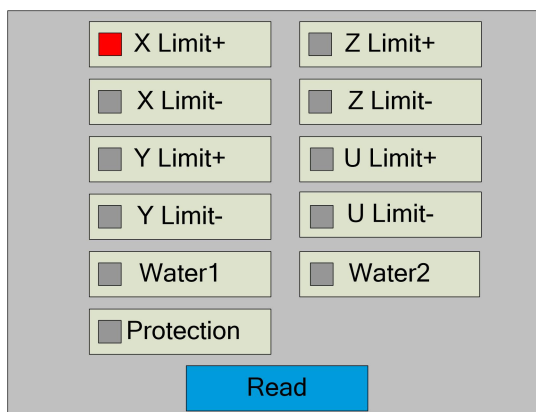 X Limit+
Z Limit+
X Limit-
Z Limit-
Y Limit+
U Limit+
Y Limit-
U Limit-
Water1
Water2
Protection
Read